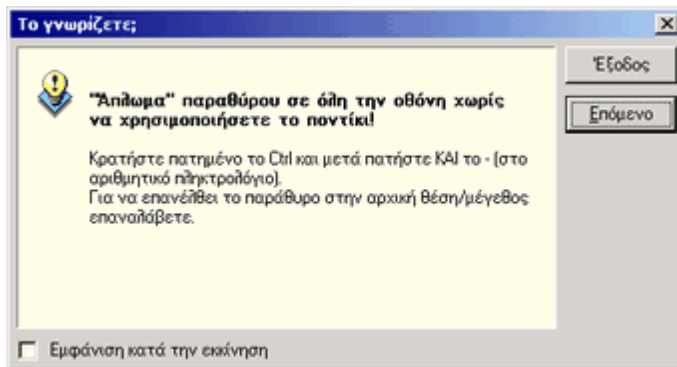 Το γνωρίζετε;
Έξοδος
"Άπλωμα" παραθύρου σε όλη την οθόνη χωρίς
να χρησιμοποιήσετε το ποντίκι!
Επόμενο
Κρατήστε πατημένο το Ctrl και μετά πατήστε ΚΑΙ το - (στο
αριθμητικό πληκτρολόγιο).
Για να επανέλθει το παράθυρο στην αρχική θέση/μέγεθος
επαναλάβετε.
Εμφάνιση κατά την εκκίνηση